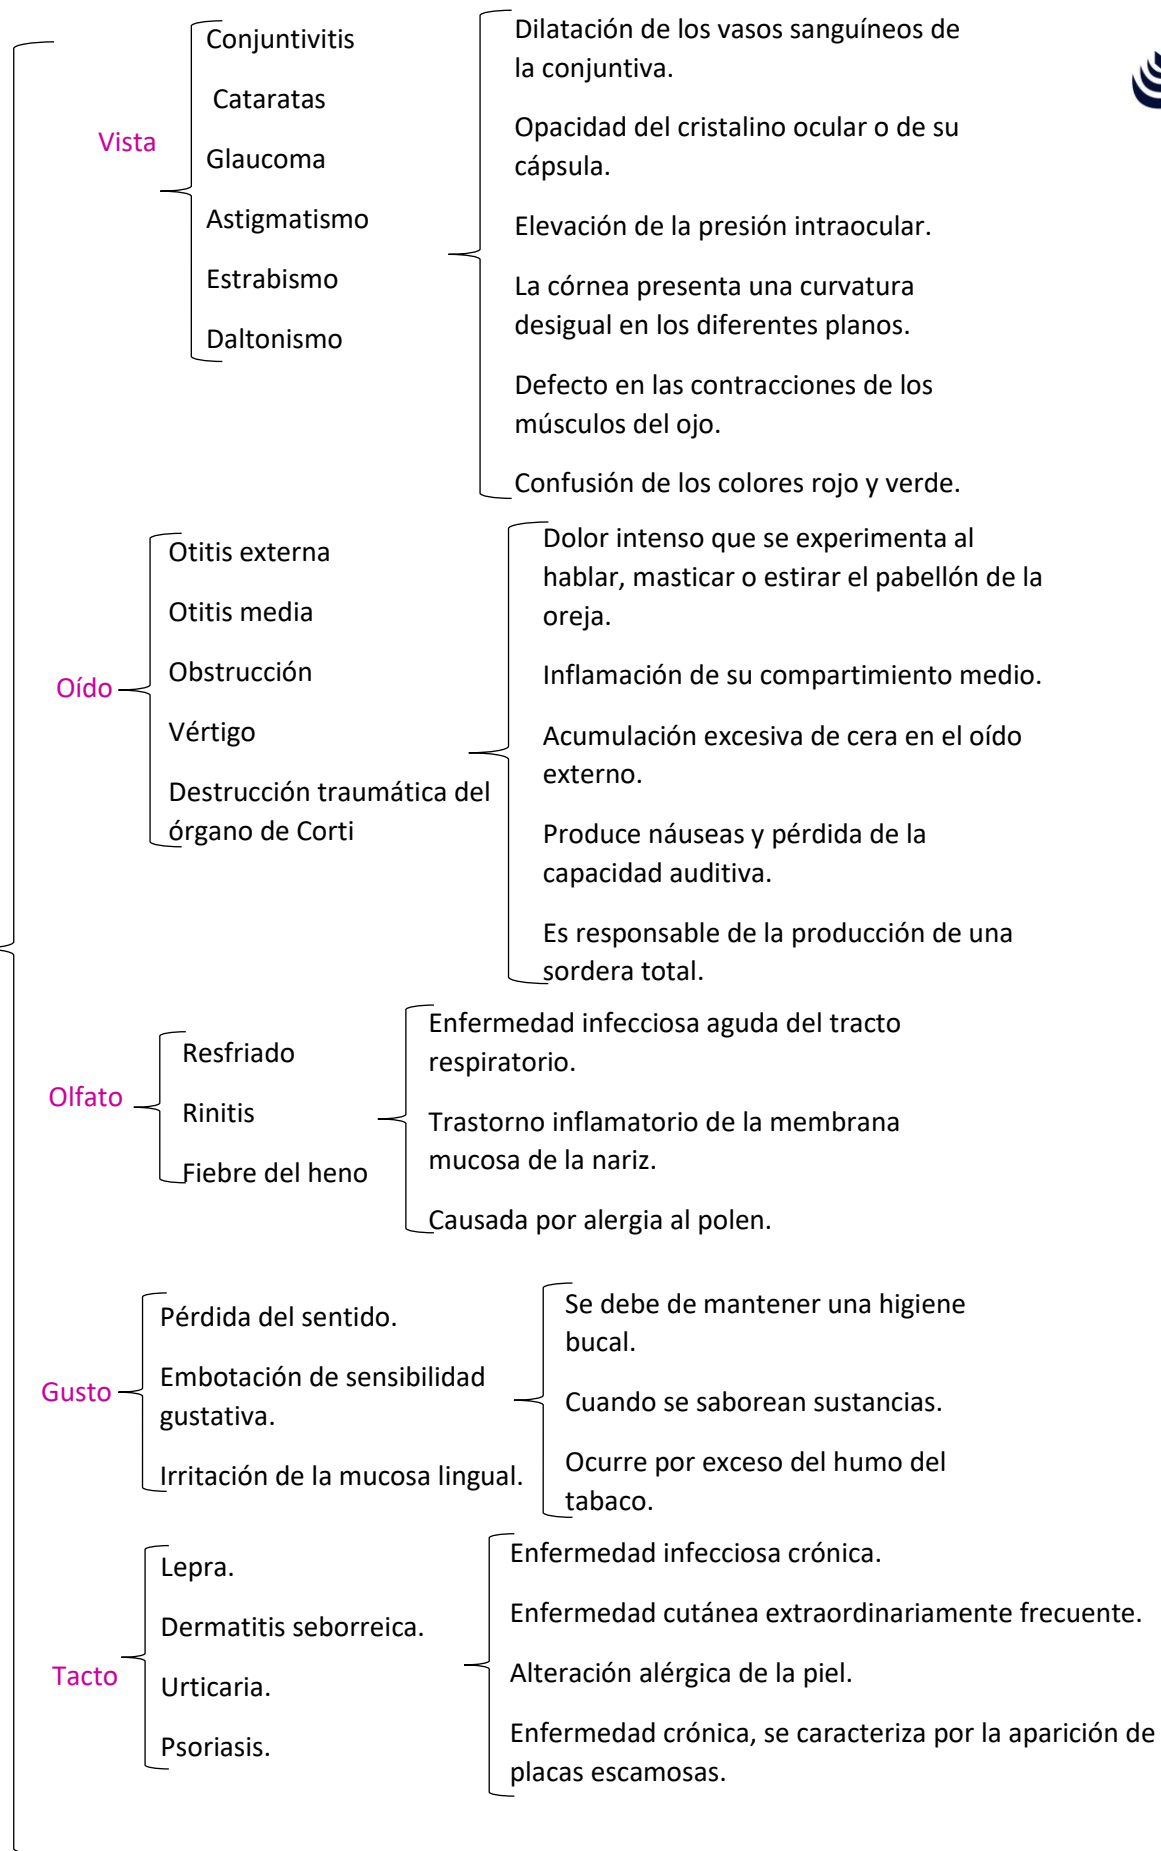 Vista
Conjuntivitis
Cataratas
Glaucoma
Astigmatismo
Estrabismo
Daltonismo
Dilatación de los vasos sanguíneos de
la conjuntiva.
Opacidad del cristalino ocular o de su
cápsula.
Elevación de la presión intraocular.
La córnea presenta una curvatura
desigual en los diferentes planos.
Defecto en las contracciones de los
músculos del ojo.
Confusión de los colores rojo y verde.
Oído
Otitis externa
Otitis media
Obstrucción
Vértigo
Destrucción traumática del
órgano de Corti
Dolor intenso que se experimenta al
hablar, masticar o estirar el pabellón de la
oreja.
Inflamación de su compartimiento medio.
Acumulación excesiva de cera en el oído
externo.
Produce náuseas y pérdida de la
capacidad auditiva.
Es responsable de la producción de una
sordera total.
Olfato
Resfriado
Rinitis
Fiebre del heno
Enfermedad infecciosa aguda del tracto
respiratorio.
Trastorno inflamatorio de la membrana
mucosa de la nariz.
Causada por alergia al polen.
Gusto
Pérdida del sentido.
Embotación de sensibilidad
gustativa.
Irritación de la mucosa lingual.
Se debe de mantener una higiene
bucal.
Cuando se saborean sustancias.
Ocurre por exceso del humo del
tabaco.
Tacto
Lepra.
Dermatitis seborreica.
Urticaria.
Psoriasis.
Enfermedad infecciosa crónica.
Enfermedad cutánea extraordinariamente frecuente.
Alteración alérgica de la piel.
Enfermedad crónica, se caracteriza por la aparición de
placas escamosas.